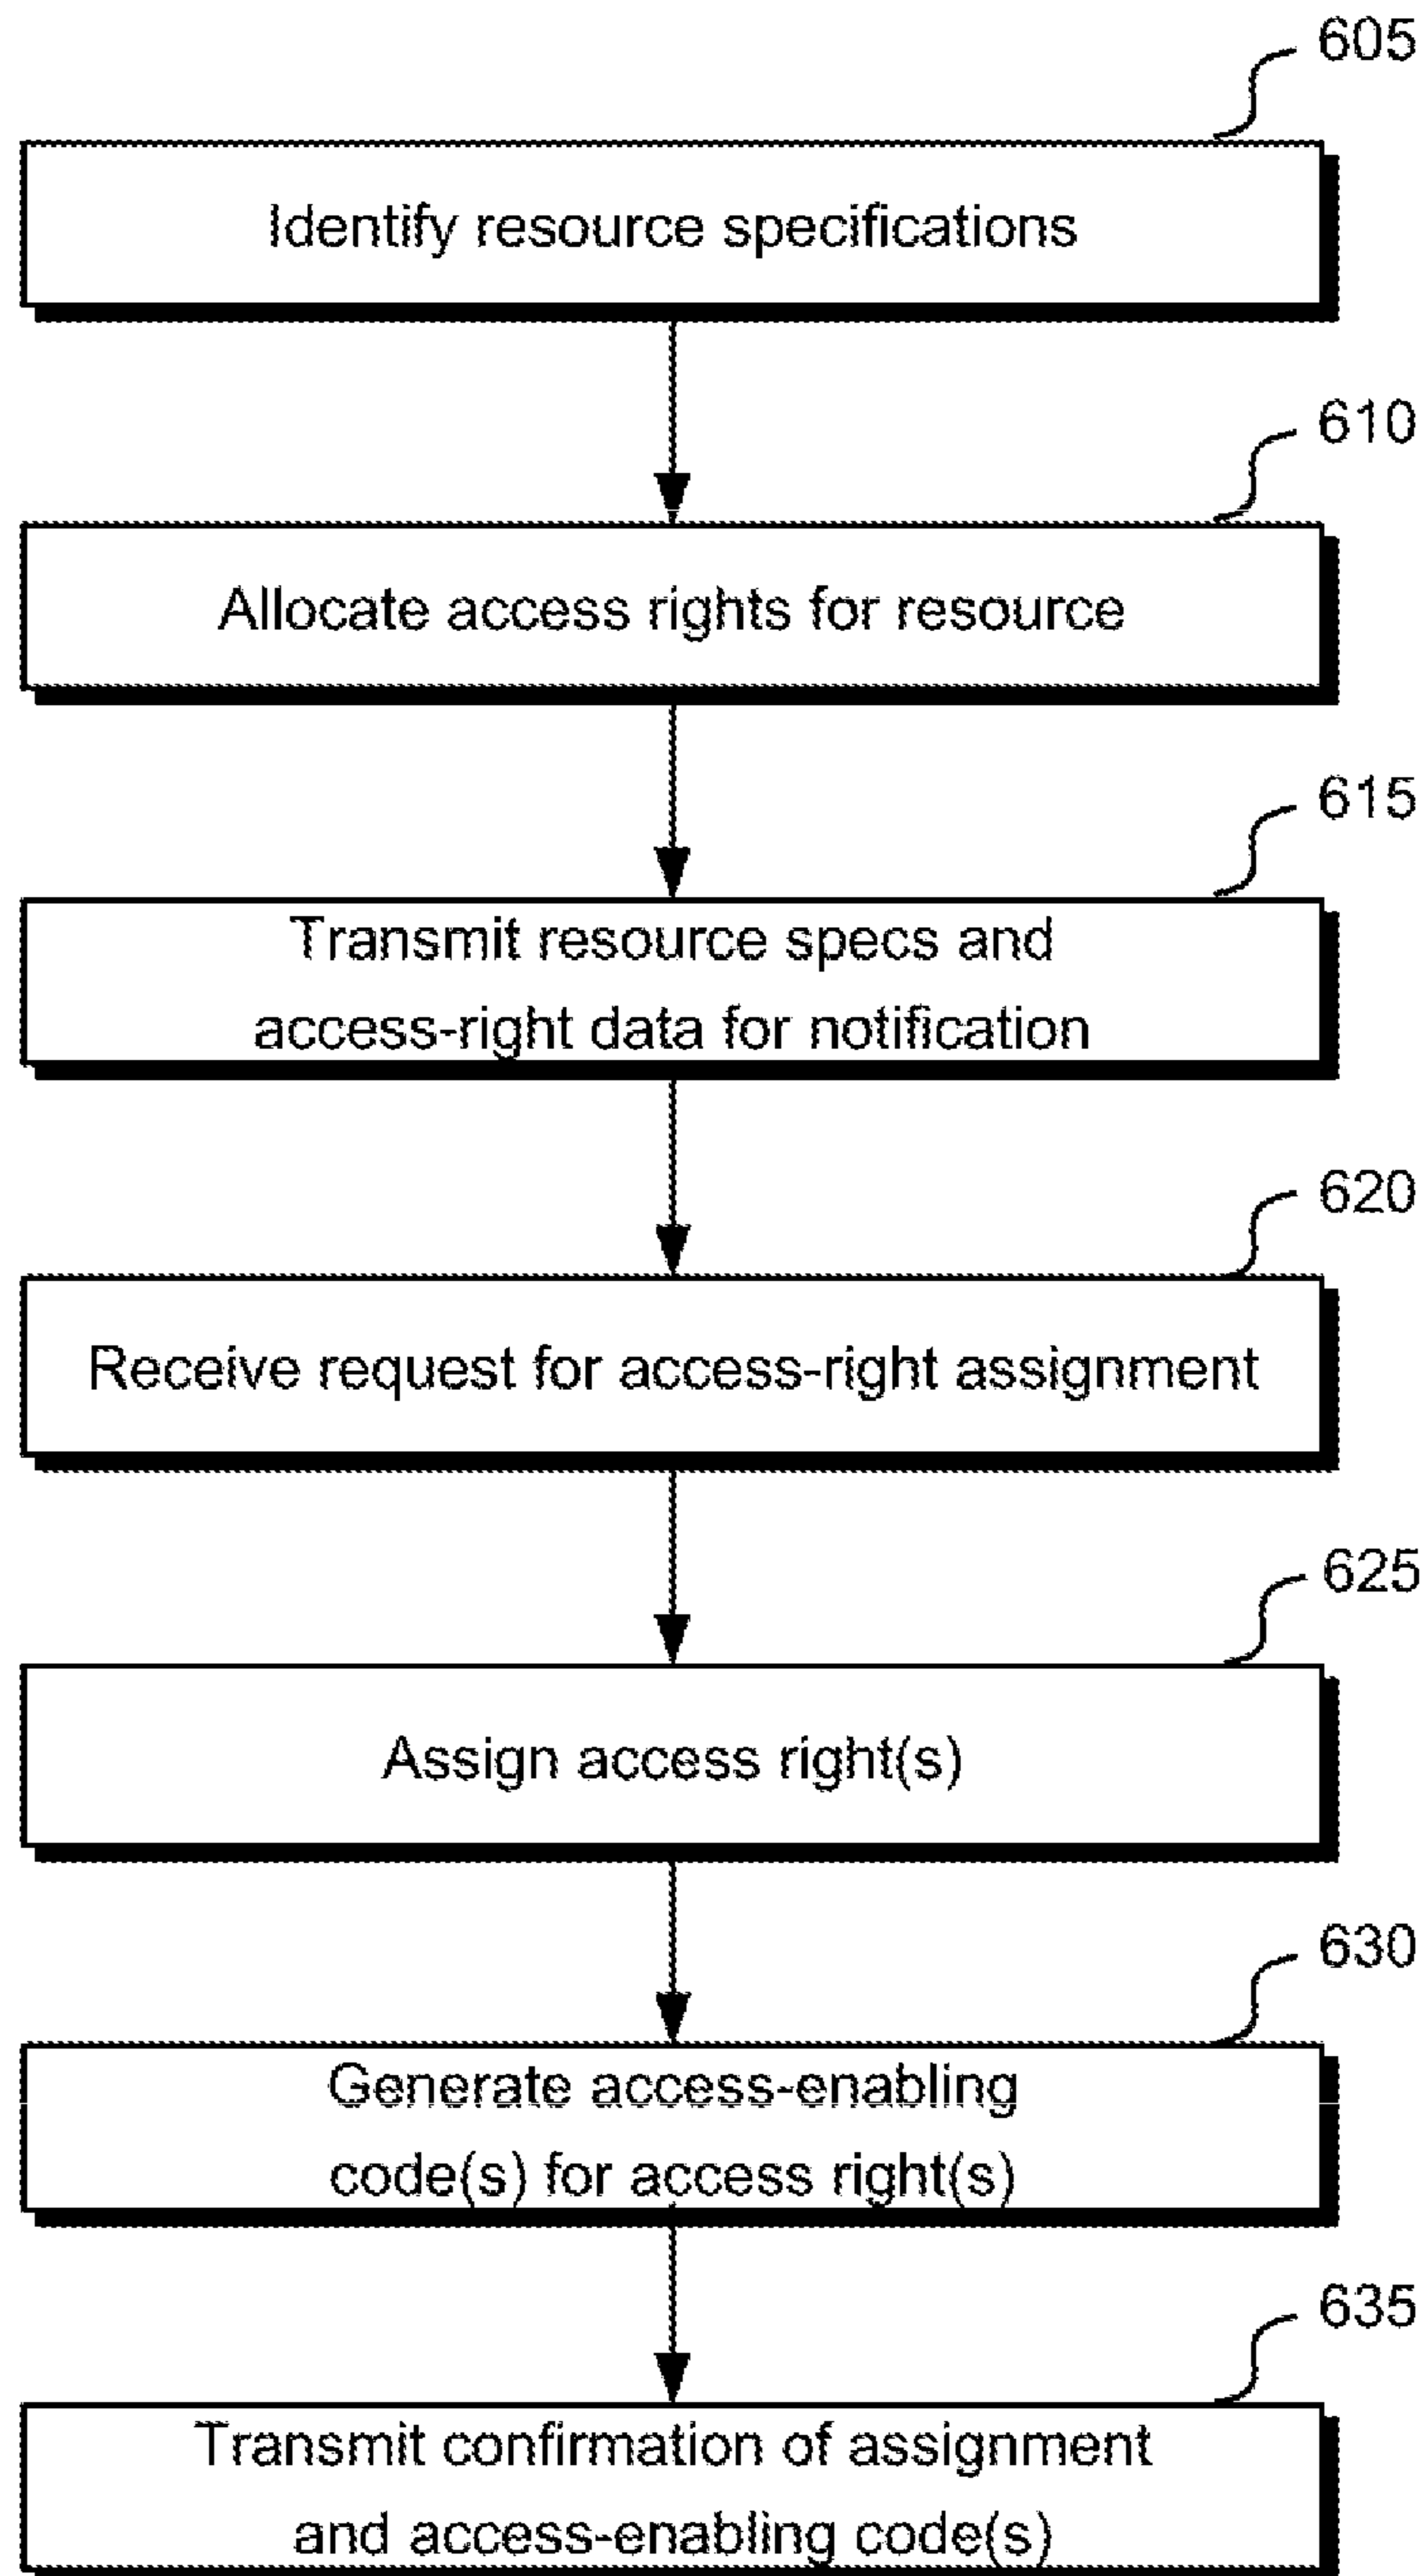 605
Identify resource specifications
610
Allocate access rights for resource
615
Transmit resource specs and
access-right data for notification
620
Receive request for access-right assignment
625
Assign access right(s)
630
Generate access-enabling
code(s) for access right(s)
635
Transmit confirmation of assignment
and access-enabling code(s)